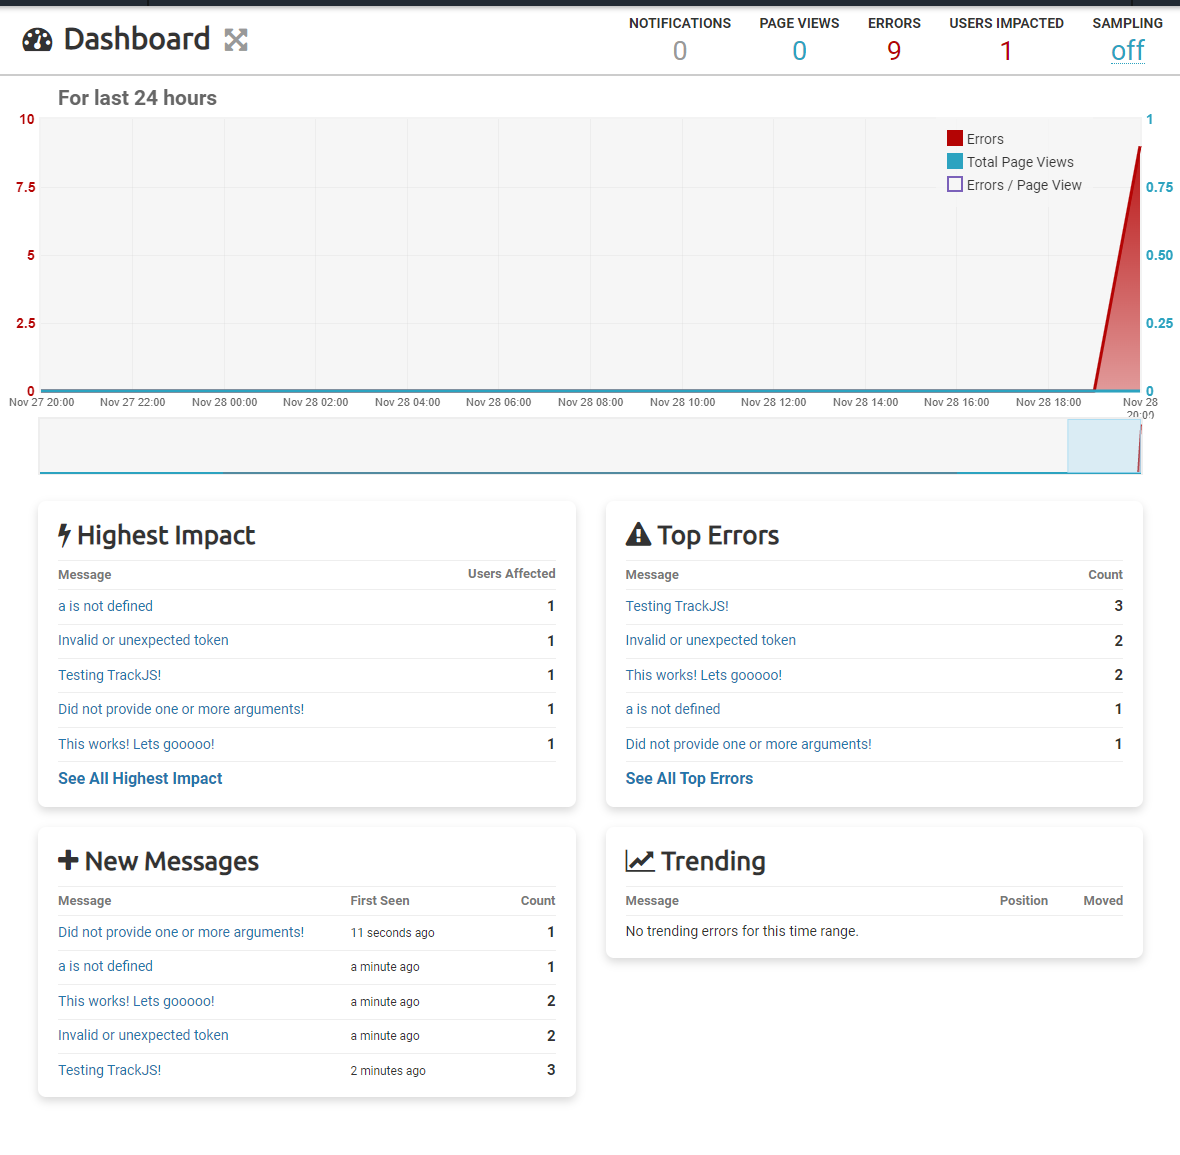 Dashboard
NOTIFICATIONS PAGE VIEWS ERRORS USERS IMPACTED SAMPLING
0 0 9 1 off
For last 24 hours
10 1
Errors
Total Page Views
7.5 0.75
Errors / Page View
5 0.50
2.5 0.25
0 0
Nov 27 20:00 Nov 27 22:00 Nov 28 00:00 Nov 28 02:00 Nov 28 04:00 Nov 28 06:00 Nov 28 08:00 Nov 28 10:00 Nov 28 12:00 Nov 28 14:00 Nov 28 16:00 Nov 28 18:00 Nov 28
20:00
Highest Impact
Message Users Affected
a is not defined 1
Invalid or unexpected token 1
Testing TrackJS! 1
Did not provide one or more arguments! 1
This works! Lets gooooo! 1
See All Highest Impact
Top Errors
Message Count
Testing TrackJS! 3
Invalid or unexpected token 2
This works! Lets gooooo! 2
a is not defined 1
Did not provide one or more arguments! 1
See All Top Errors
New Messages
Message First Seen Count
Did not provide one or more arguments! 11 seconds ago 1
a is not defined a minute ago 1
This works! Lets gooooo! a minute ago 2
Invalid or unexpected token a minute ago 2
Testing TrackJS! 2 minutes ago 3
Trending
Message Position Moved
No trending errors for this time range.